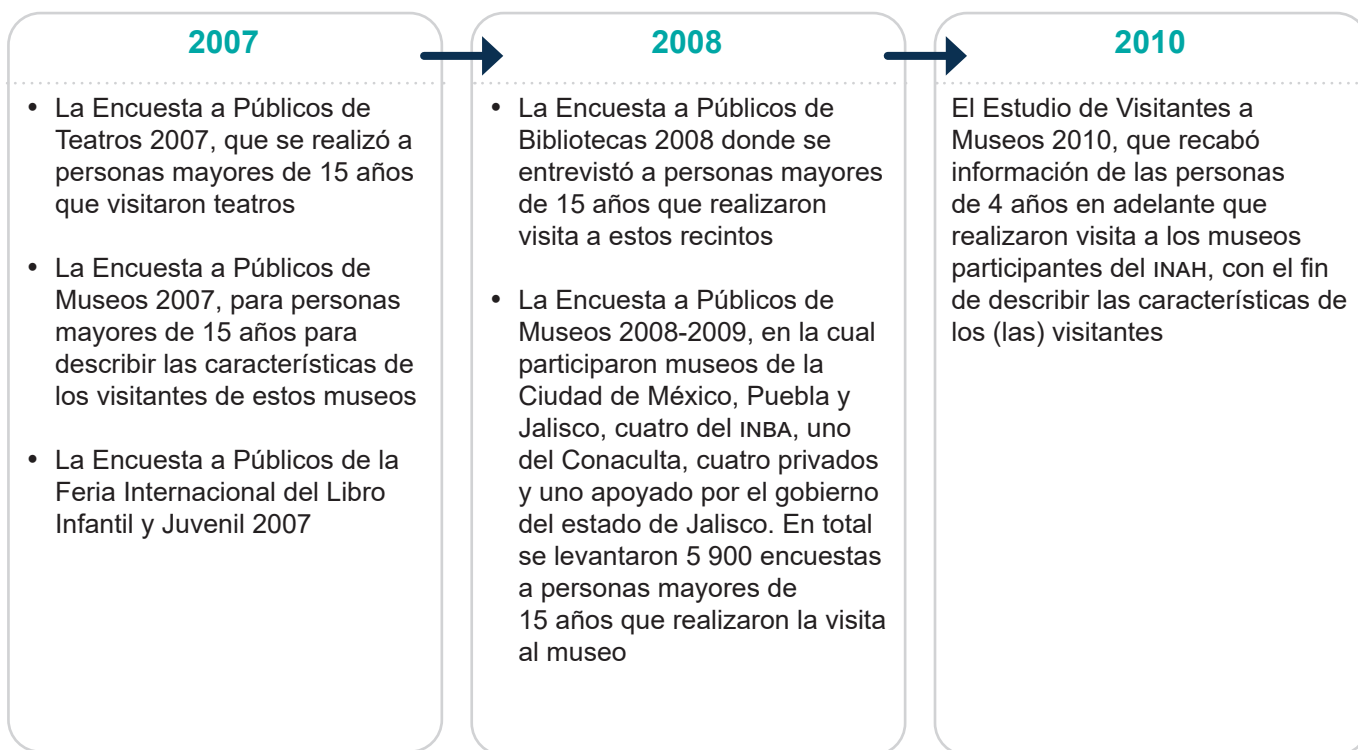 2007
• La Encuesta a Públicos de
Teatros 2007, que se realizó a
personas mayores de 15 años
que visitaron teatros
• La Encuesta a Públicos de
Museos 2007, para personas
mayores de 15 años para
describir las características de
los visitantes de estos museos
• La Encuesta a Públicos de la
Feria Internacional del Libro
Infantil y Juvenil 2007
2008
• La Encuesta a Públicos de
Bibliotecas 2008 donde se
entrevistó a personas mayores
de 15 años que realizaron
visita a estos recintos
• La Encuesta a Públicos de
Museos 2008-2009, en la cual
participaron museos de la
Ciudad de México, Puebla y
Jalisco, cuatro del INBA, uno
del Conaculta, cuatro privados
y uno apoyado por el gobierno
del estado de Jalisco. En total
se levantaron 5 900 encuestas
a personas mayores de
15 años que realizaron la visita
al museo
2010
El Estudio de Visitantes a
Museos 2010, que recabó
información de las personas
de 4 años en adelante que
realizaron visita a los museos
participantes del INAH, con el fin
de describir las características de
los (las) visitantes